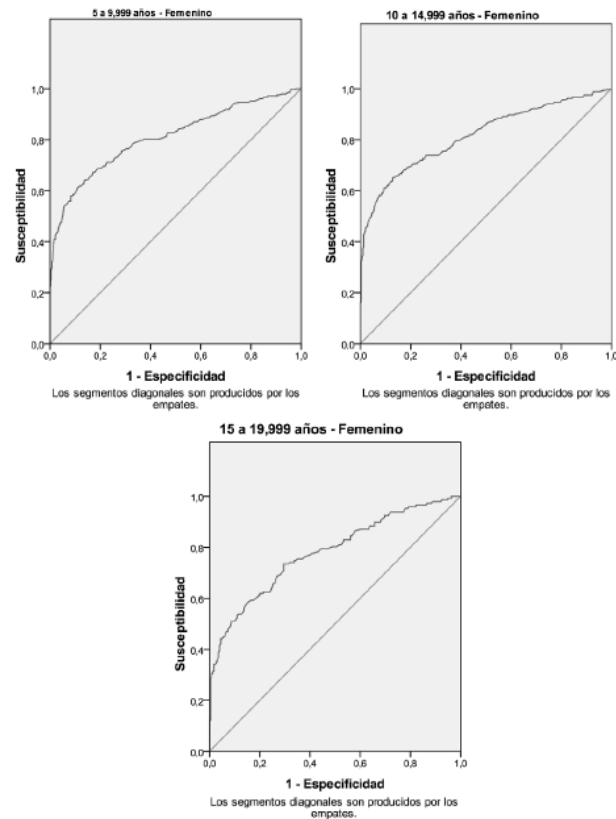 5 a 9,999 años - Femenino
Susceptibilidad
1,0
0,8
0,6
0,4
0,2
0,0
0,0 0,2 0,4 0,6 0,8 1,0
1 - Especificidad
Los segmentos diagonales son producidos por los
empates.
10 a 14,999 años - Femenino
Susceptibilidad
1,0
0,8
0,6
0,4
0,2
0,0
0,0 0,2 0,4 0,6 0,8 1,0
1 - Especificidad
Los segmentos diagonales son producidos por los
empates.
15 a 19,999 años - Femenino
Susceptibilidad
1,0
0,8
0,6
0,4
0,2
0,0
0,0 0,2 0,4 0,6 0,8 1,0
1 - Especificidad
Los segmentos diagonales son producidos por los
empates.